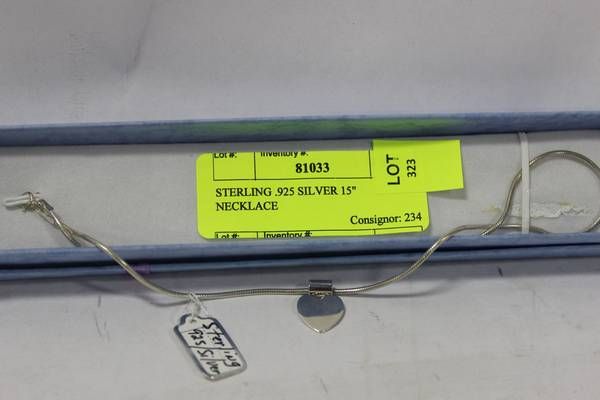 Lot #: Inventory #:
81033
LOT
323
STERLING .925 SILVER 15"
NECKLACE
Consignor: 234
Lot #: Inventory #:
Sterling
925 Silver